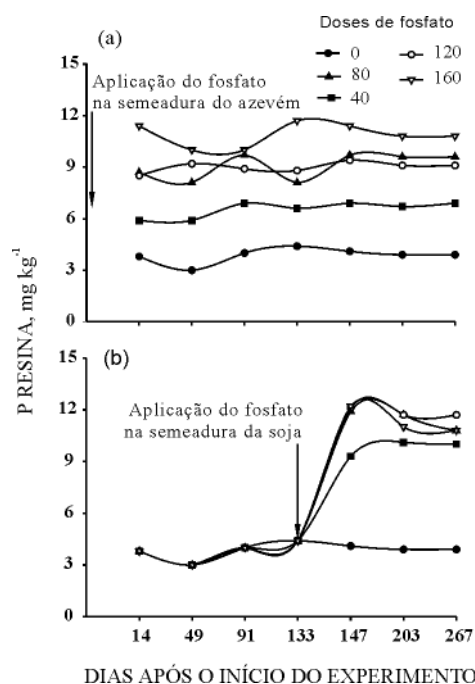 Doses de fosfato
0
120
80
160
40
(a)
Aplicação do fosfato
na semeadura do azevém
15
12
9
6
3
0
P RESINA, mg kg⁻¹
(b)
Aplicação do fosfato
na semeadura da soja
15
12
9
6
3
0
14 49 91 133 147 203 267
DIAS APÓS O INÍCIO DO EXPERIMENTO